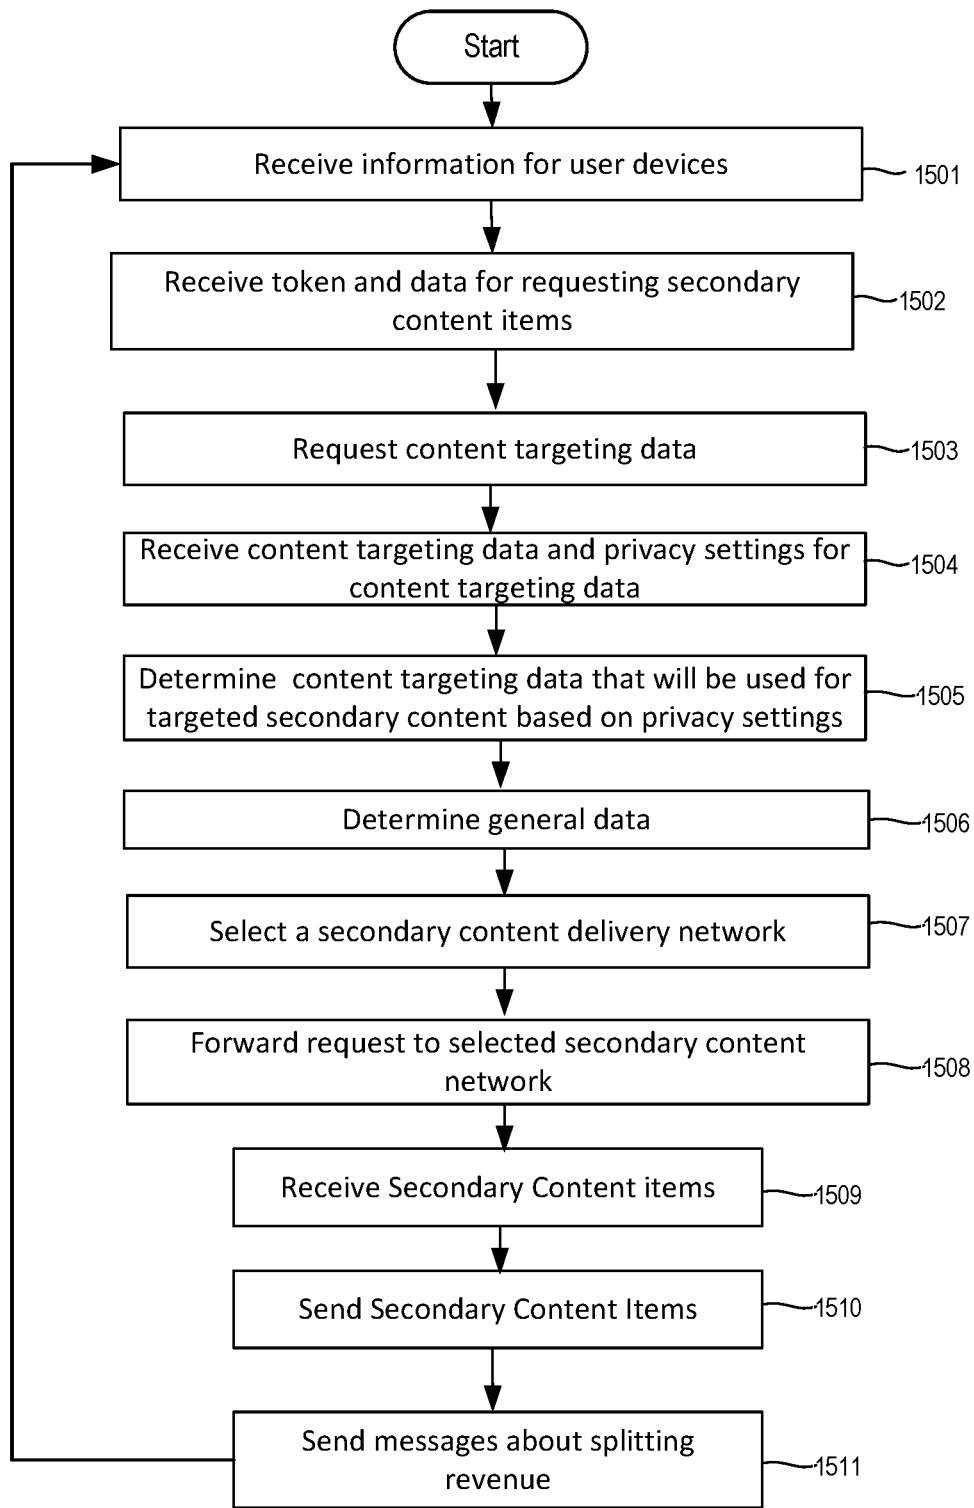 Start
Receive information for user devices
1501
Receive token and data for requesting secondary
content items
1502
Request content targeting data
1503
Receive content targeting data and privacy settings for
content targeting data
1504
Determine content targeting data that will be used for
targeted secondary content based on privacy settings
1505
Determine general data
1506
Select a secondary content delivery network
1507
Forward request to selected secondary content
network
1508
Receive Secondary Content items
1509
Send Secondary Content Items
1510
Send messages about splitting
revenue
1511